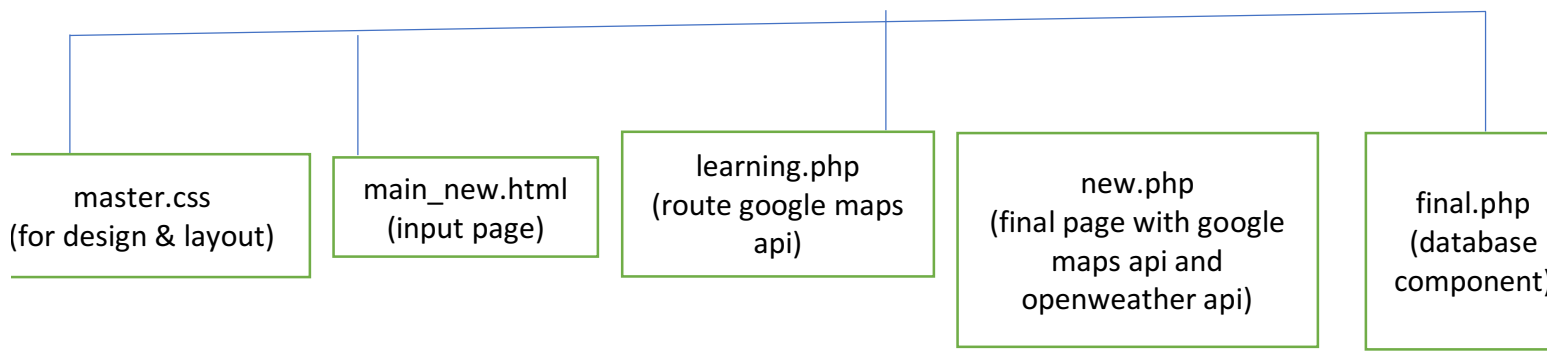 master.css
(for design & layout)
main_new.html
(input page)
learning.php
(route google maps
api)
new.php
(final page with google
maps api and
openweather api)
final.php
(database
component)